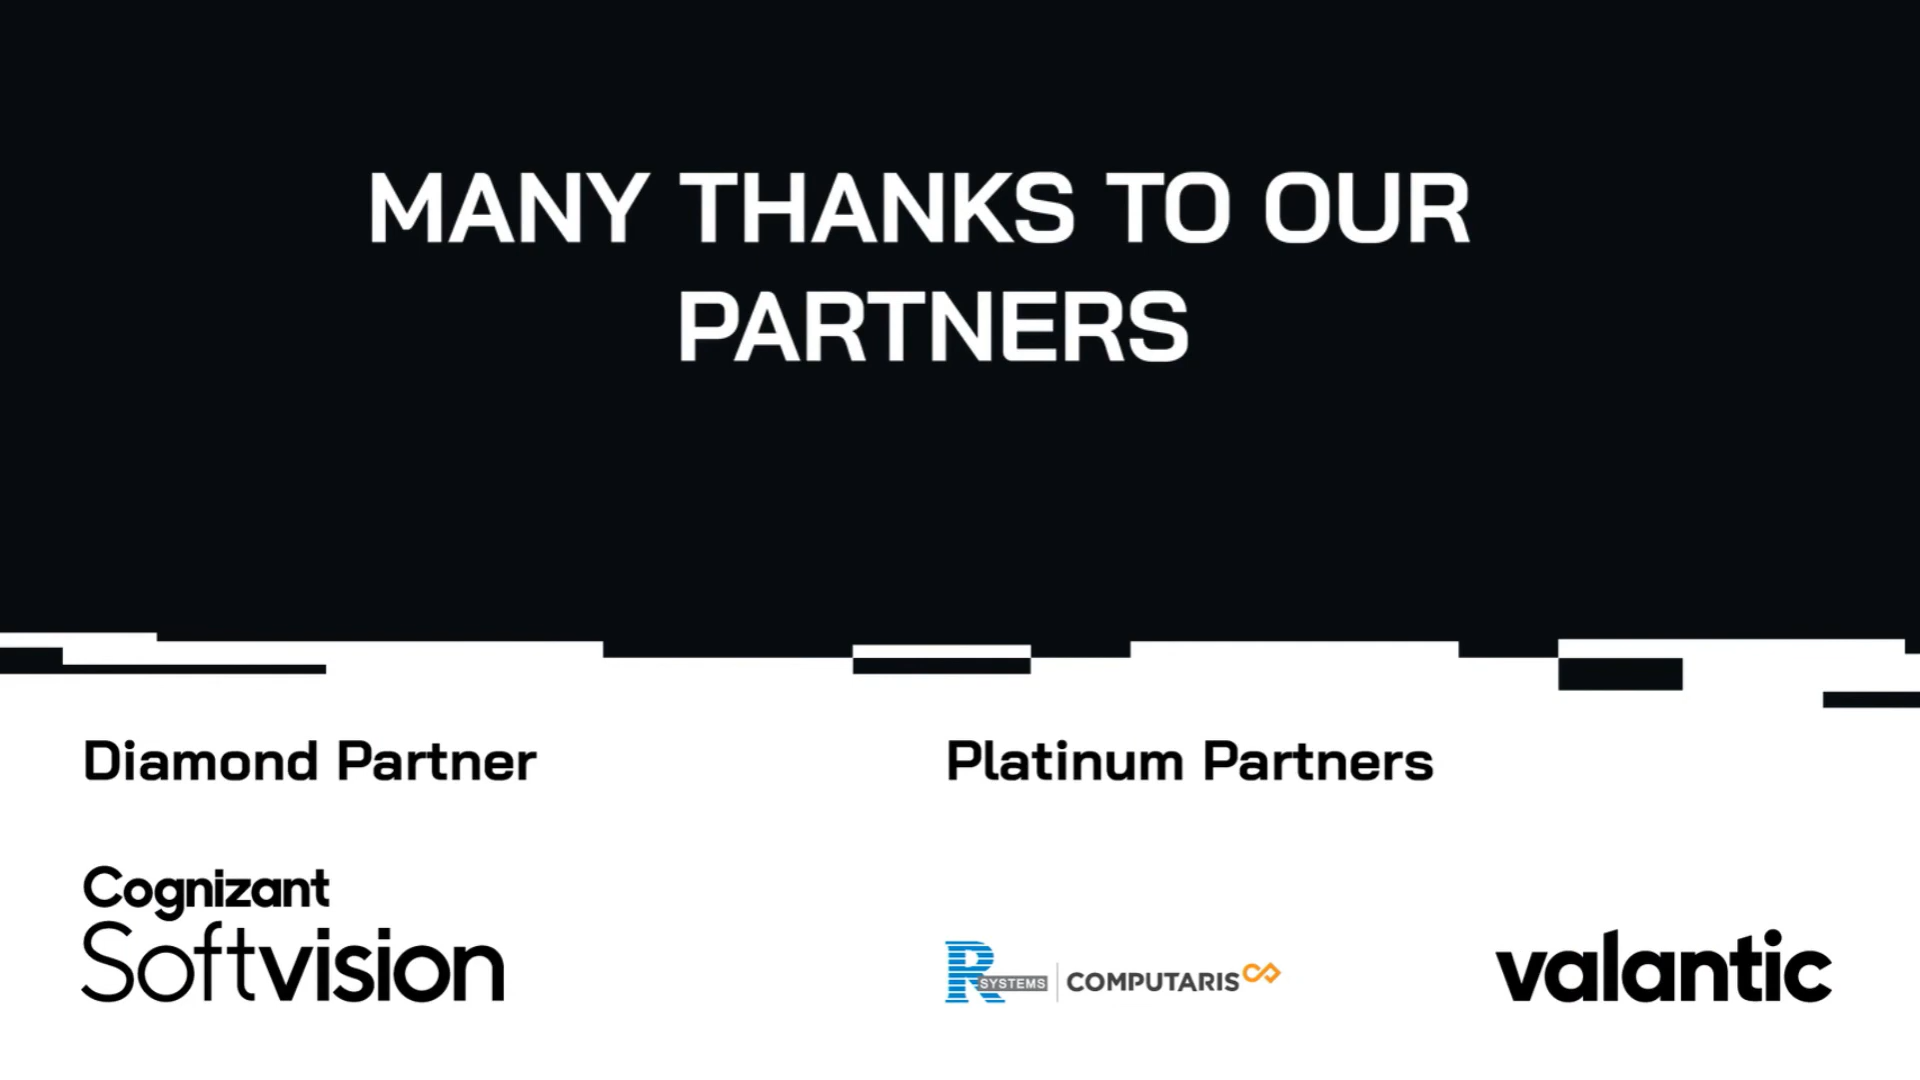 MANY THANKS TO OUR
PARTNERS
Diamond Partner
Platinum Partners
Cognizant
Softvision
R SYSTEMS | COMPUTARIS
valantic